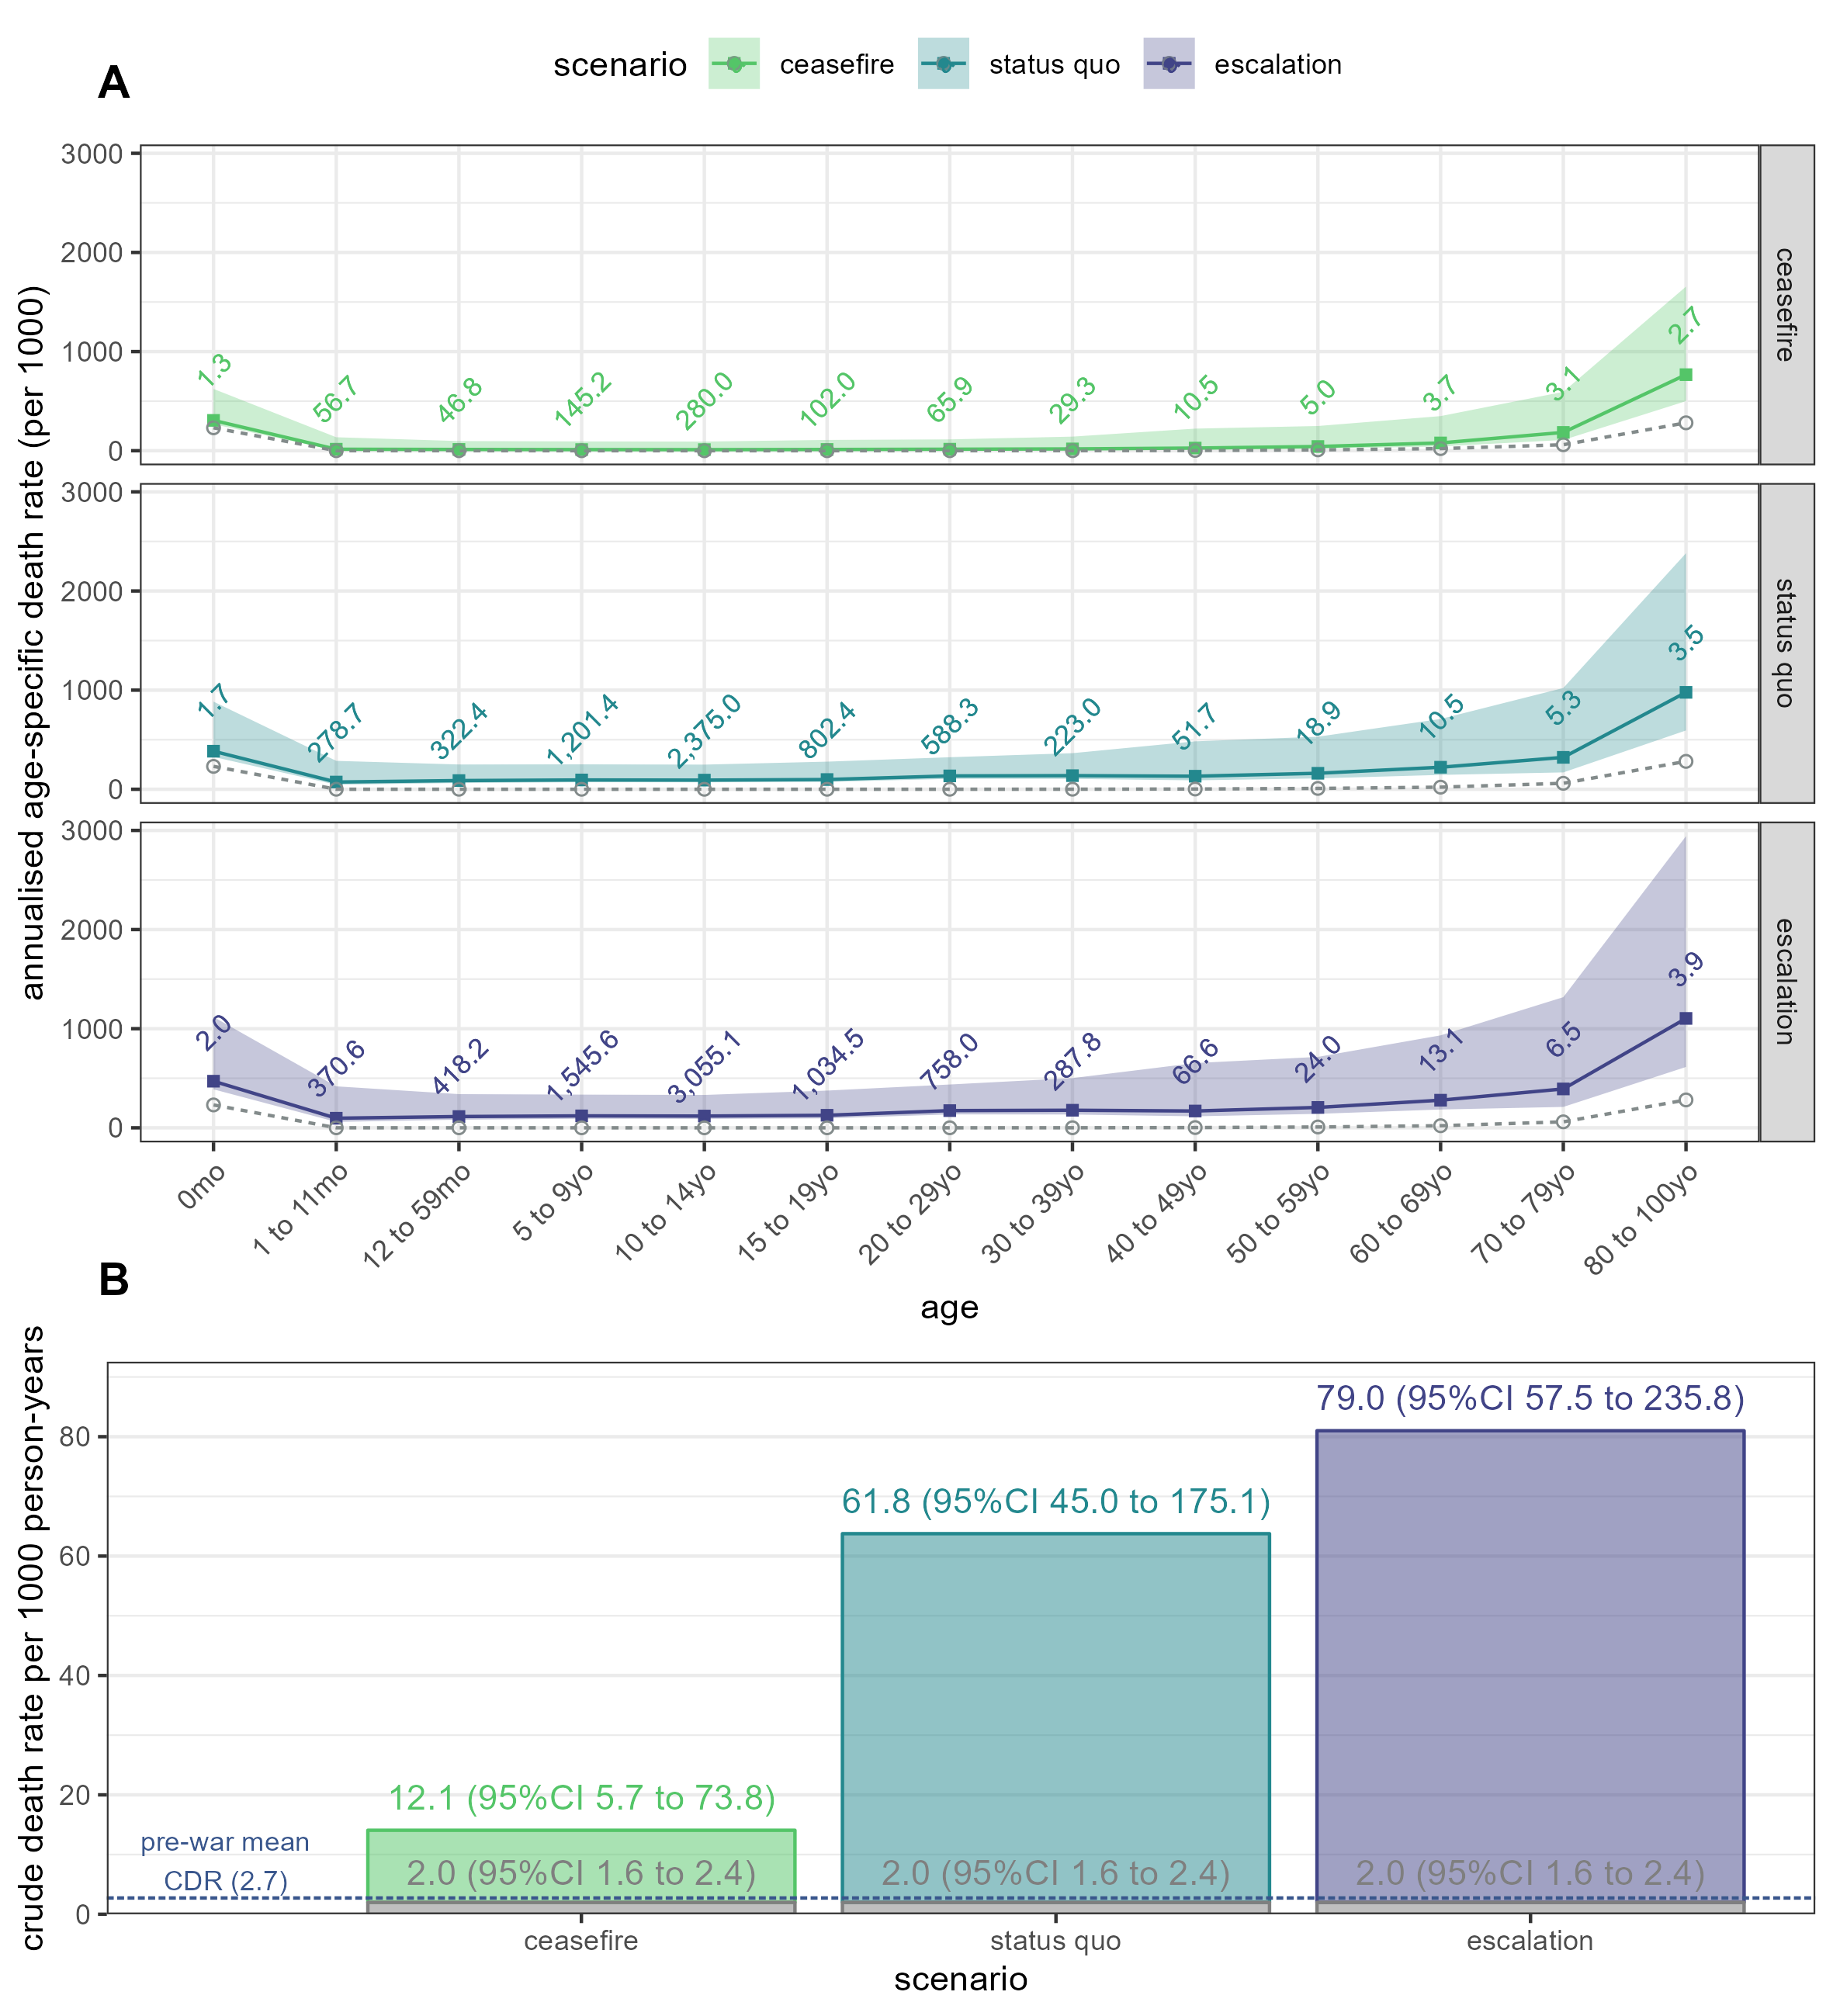 scenario ceasefire status quo escalation
A
annualised age-specific death rate (per 1000)
3000
2000
1000
0
1.3 56.7 46.8 145.2 280.0 102.0 65.9 29.3 10.5 5.0 3.7 3.1 2.7
ceasefire
3000
2000
1000
0
1.7 278.7 322.4 1,201.4 2,375.0 802.4 588.3 223.0 51.7 18.9 10.5 5.3 3.5
status quo
3000
2000
1000
0
2.0 370.6 418.2 1,545.6 3,055.1 1,034.5 758.0 287.8 66.6 24.0 13.1 6.5 3.9
escalation
0mo 1 to 11mo 12 to 59mo 5 to 9yo 10 to 14yo 15 to 19yo 20 to 29yo 30 to 39yo 40 to 49yo 50 to 59yo 60 to 69yo 70 to 79yo 80 to 100yo
age
B
crude death rate per 1000 person-years
80
60
40
20
0
79.0 (95%CI 57.5 to 235.8)
61.8 (95%CI 45.0 to 175.1)
12.1 (95%CI 5.7 to 73.8)
pre-war mean
CDR (2.7)
2.0 (95%CI 1.6 to 2.4) 2.0 (95%CI 1.6 to 2.4) 2.0 (95%CI 1.6 to 2.4)
ceasefire status quo escalation
scenario